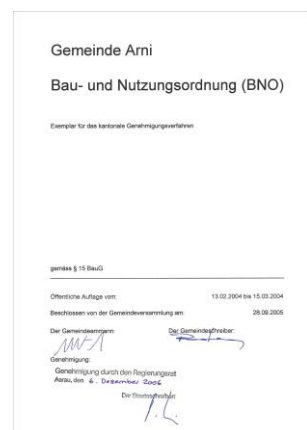 Gemeinde Arni
Bau- und Nutzungsordnung (BNO)
Exemplar für das kantonale Genehmigungsverfahren
gemäss § 15 BauG
Öffentliche Auflage vom: 13.02.2004 bis 15.03.2004
Beschlossen von der Gemeindeversammlung am: 28.09.2005
Der Gemeindeammann: Der Gemeindeschreiber:
Genehmigung:
Genehmigung durch den Regierungsrat
Aarau, den 6. Dezember 2006
Der Staatsschreiber